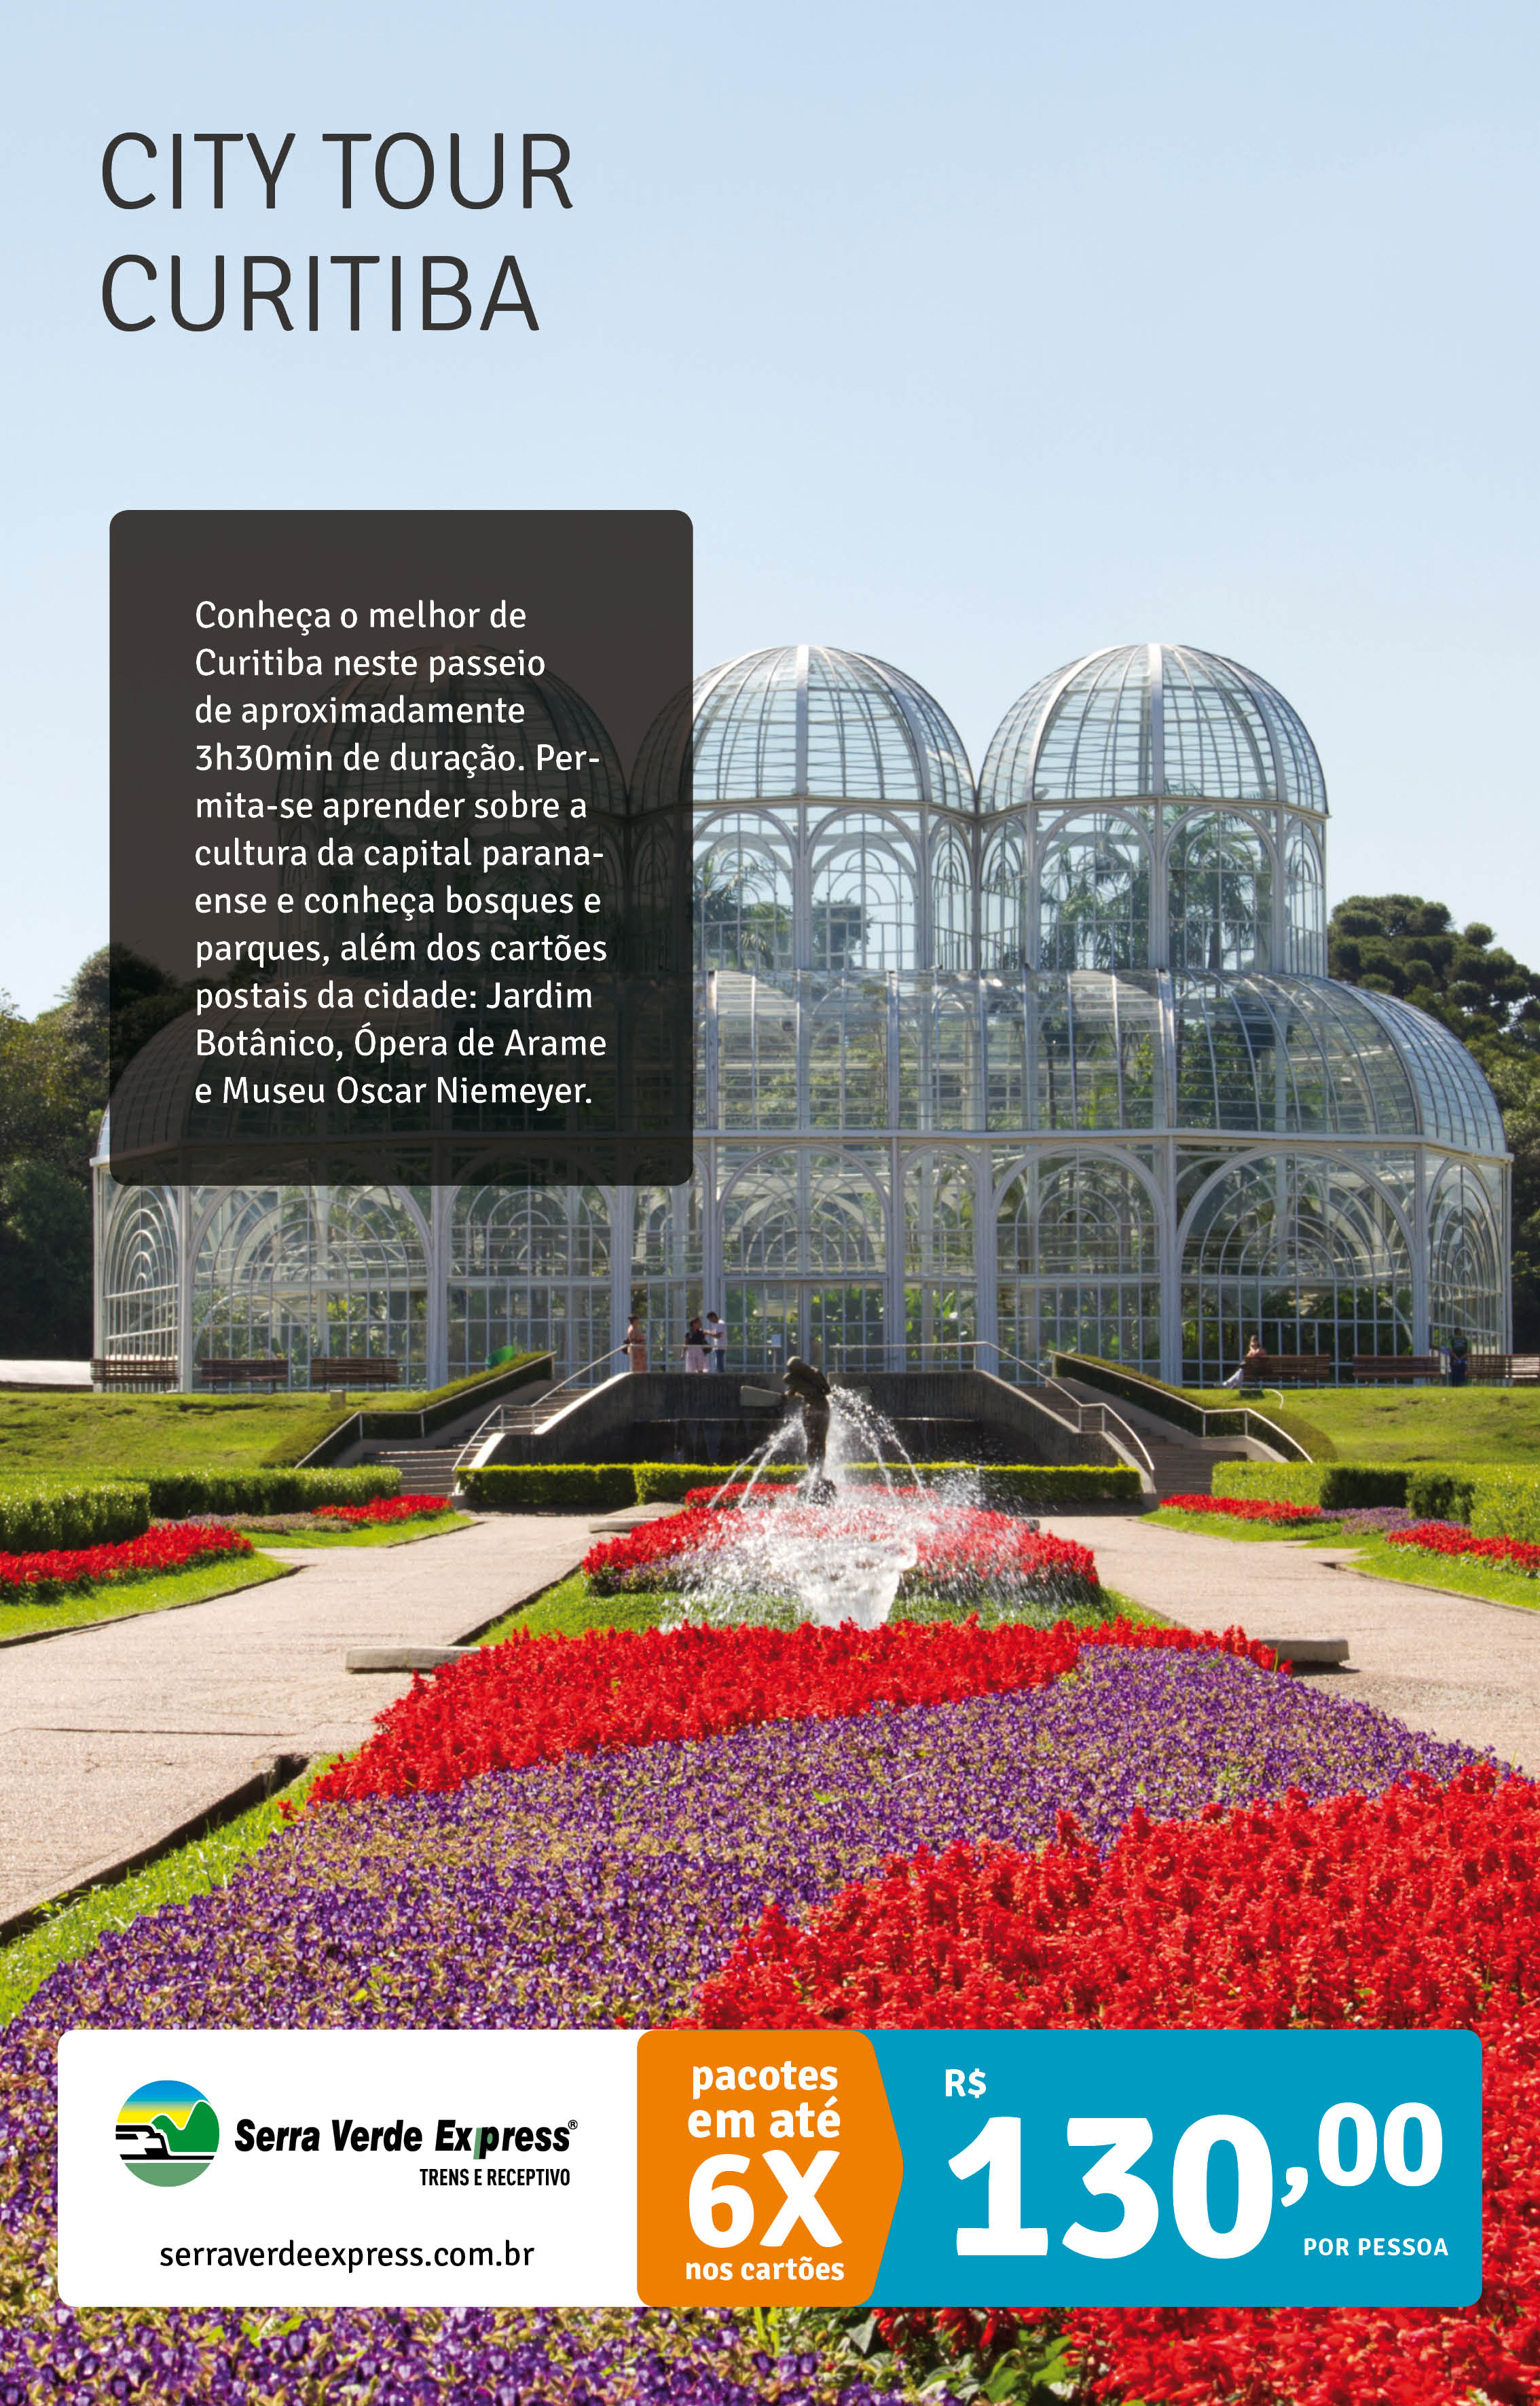 CITY TOUR
CURITIBA
Conheça o melhor de
Curitiba neste passeio
de aproximadamente
3h30min de duração. Per-
mita-se aprender sobre a
cultura da capital parana-
ense e conheça bosques e
parques, além dos cartões
postais da cidade: Jardim
Botânico, Ópera de Arame
e Museu Oscar Niemeyer.
Serra Verde Express®
TRENS E RECEPTIVO
serraverdeexpress.com.br
pacotes
em até
6X
nos cartões
R$
130,00
POR PESSOA